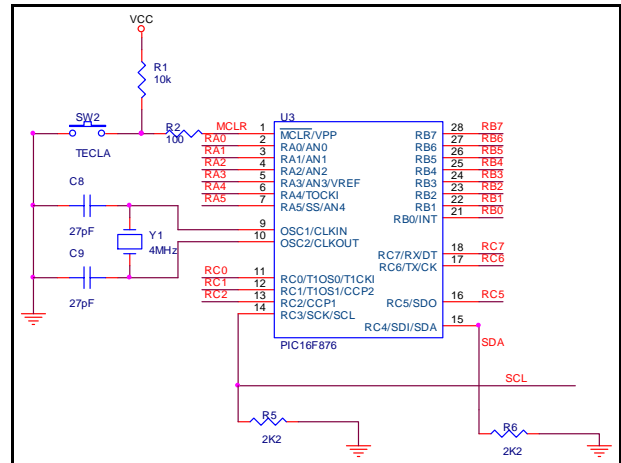 VCC
R1
10k
SW2
TECLA
R2
100
MCLR
RA0
RA1
RA2
RA3
RA4
RA5
C8
27pF
Y1
4MHz
C9
27pF
RC0
RC1
RC2
U3
1 MCLR/VPP
2 RA0/AN0
3 RA1/AN1
4 RA2/AN2
5 RA3/AN3/VREF
6 RA4/TOCKI
7 RA5/SS/AN4
9 OSC1/CLKIN
10 OSC2/CLKOUT
11 RC0/T1OS0/T1CKI
12 RC1/T1OS1/CCP2
13 RC2/CCP1
14 RC3/SCK/SCL
RB7 28 RB7
RB6 27 RB6
RB5 26 RB5
RB4 25 RB4
RB3 24 RB3
RB2 23 RB2
RB1 22 RB1
RB0/INT 21 RB0
RC7/RX/DT 18 RC7
RC6/TX/CK 17 RC6
RC5/SDO 16 RC5
RC4/SDI/SDA 15
PIC16F876
SDA
SCL
R5
2K2
R6
2K2